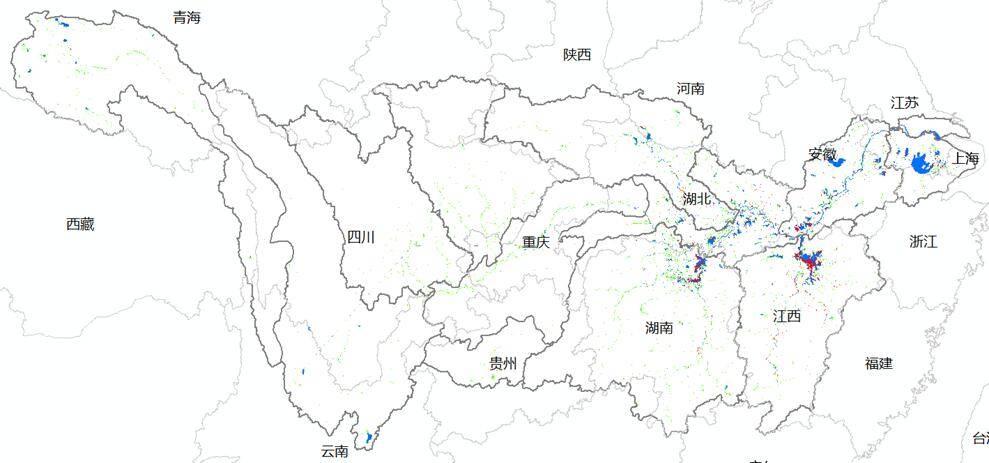 青海
陕西
河南
江苏
安徽
上海
湖北
西藏
四川
重庆
浙江
湖南
江西
贵州
福建
云南